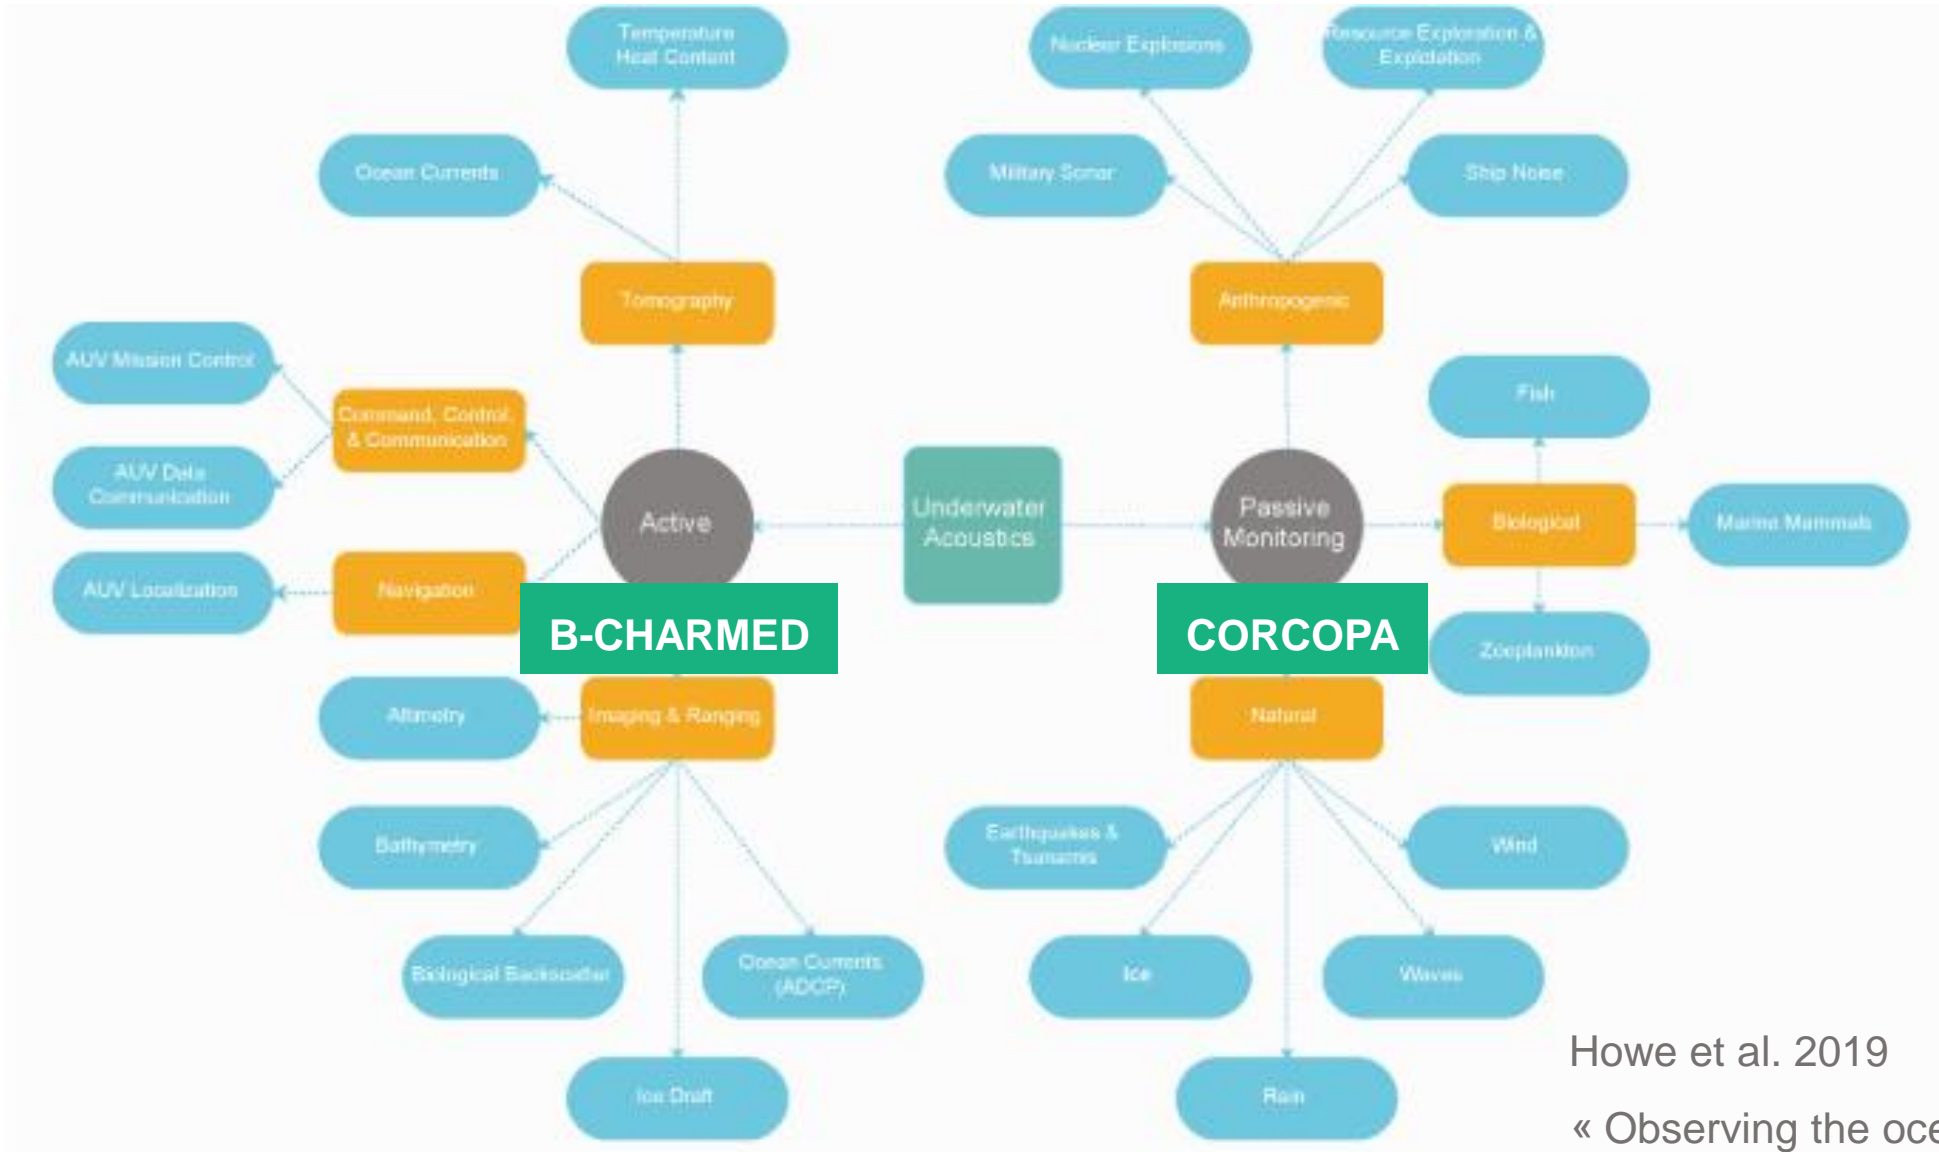 Temperature
Heat Content
Nuclear Explosions
Resource Exploration &
Exploitation
Ocean Currents
Military Sonar
Ship Noise
Tomography
Anthropogenic
AUV Mission Control
Command, Control,
& Communication
Fish
AUV Data
Communication
Active
Underwater
Acoustics
Passive
Monitoring
Biological
Marine Mammals
AUV Localization
Navigation
B-CHARMED
CORCOPA
Zooplankton
Altimetry
Imaging & Ranging
Natural
Bathymetry
Earthquakes &
Tsunamis
Wind
Biological Backscatter
Ocean Currents
(ADCP)
Ice
Waves
Ice Draft
Rain
Howe et al. 2019
« Observing the oce